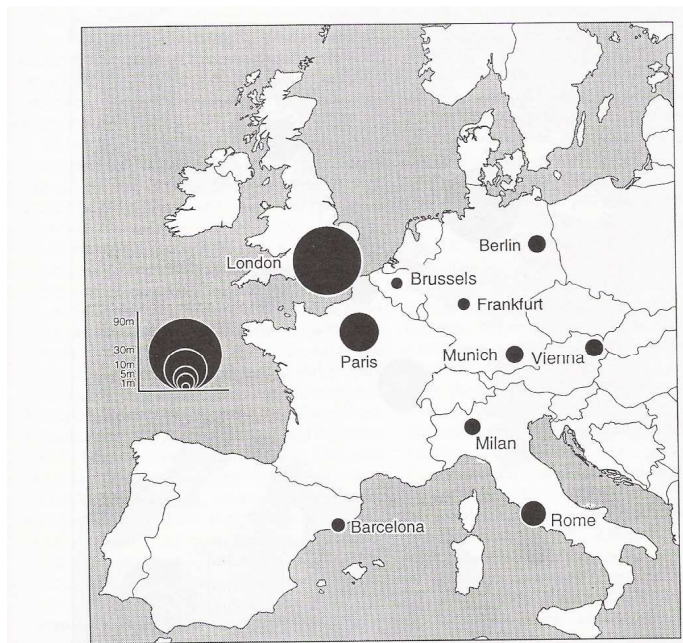 Berlin
London
Brussels
Frankfurt
90m
30m
10m
5m
1m
Paris
Munich
Vienna
Milan
Rome
Barcelona